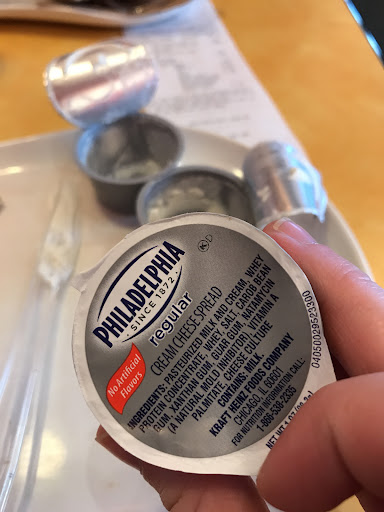 PHILADELPHIA
· SINCE 1872 ·
regular
CREAM CHEESE SPREAD
No Artificial
Flavors
INGREDIENTS: PASTEURIZED MILK AND CREAM, WHEY
PROTEIN CONCENTRATE, WHEY, SALT, CAROB BEAN
GUM, XANTHAN GUM, GUAR GUM, NATAMYCIN
(A NATURAL MOLD INHIBITOR), VITAMIN A
PALMITATE, CHEESE CULTURE
CONTAINS: MILK.
KRAFT HEINZ FOODS COMPANY
CHICAGO, IL 60601
FOR NUTRITION INFORMATION CALL:
NET WT 1 OZ
K D